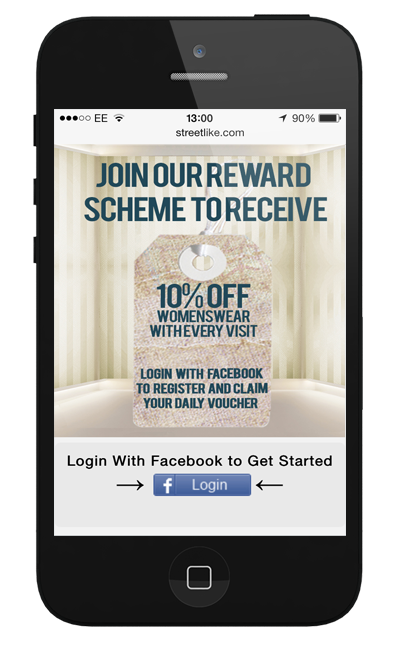 EE 13:00 90%
streetlike.com
JOIN OUR REWARD
SCHEME TO RECEIVE
10% OFF
WOMENSWEAR
WITH EVERY VISIT
LOGIN WITH FACEBOOK
TO REGISTER AND CLAIM
YOUR DAILY VOUCHER
Login With Facebook to Get Started
→ f Login ←